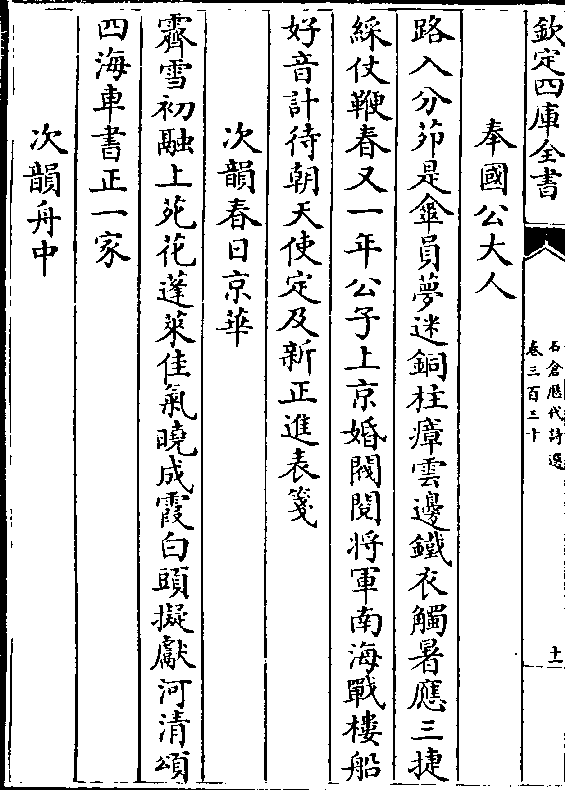 欽定四庫全書
石倉厯代詩選
卷三百三十
十一
奉國公大人
路入分茆是傘員夢迷銅柱瘴雲邊鐵衣觸暑應三捷
綵仗鞭春又一年公子上京婚閥閱将軍南海戰樓船
好音計待朝天使定及新正進表箋
次韻春日京華
霽雪初融上苑花蓬萊佳氣曉成霞白頭擬獻河清頌
四海車書正一家
次韻舟中